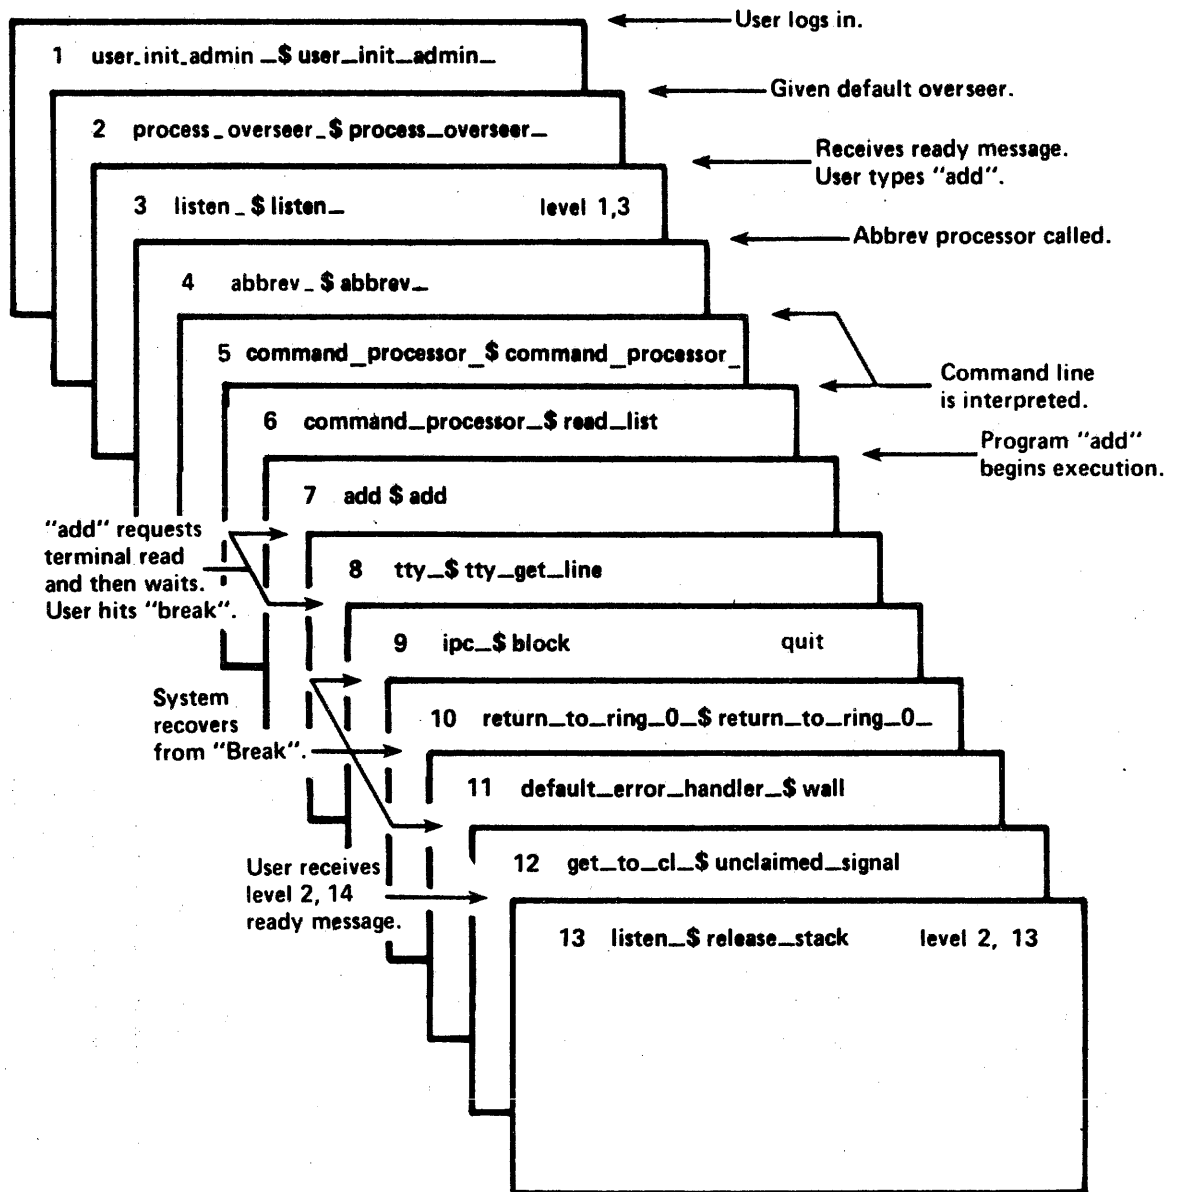 User logs in.
1 user_init_admin_$ user_init_admin_
Given default overseer.
2 process_overseer_$ process_overseer_
Receives ready message.
User types "add".
3 listen_$ listen_ level 1,3
Abbrev processor called.
4 abbrev_$ abbrev_
5 command_processor_$ command_processor_
Command line
is interpreted.
6 command_processor_$ read_list
Program "add"
begins execution.
7 add $ add
"add" requests
terminal read
and then waits.
User hits "break".
8 tty_$ tty_get_line
9 ipc_$ block quit
System
recovers
from "Break".
10 return_to_ring_0_$ return_to_ring_0_
11 default_error_handler_$ wall
User receives
level 2, 14
ready message.
12 get_to_cl_$ unclaimed_signal
13 listen_$ release_stack level 2, 13